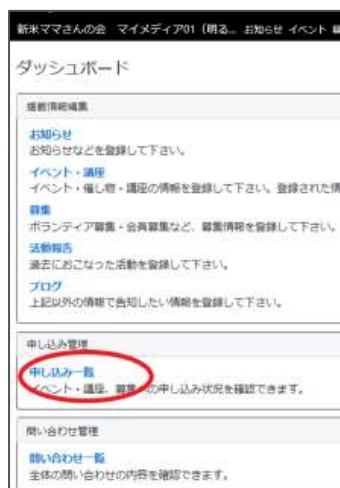 新米ママさんの会 マイメディア01（明る... お知らせ イベント 募
ダッシュボード
掲載情報編集
お知らせ
お知らせなどを登録して下さい。
イベント・講座
イベント・催し物・講座の情報を登録して下さい。登録された情
募集
ボランティア募集・会員募集など、募集情報を登録して下さい。
活動報告
過去におこなった活動を登録して下さい。
ブログ
上記以外の情報で告知したい情報を登録して下さい。
申し込み管理
申し込み一覧
イベント・講座、募集への申し込み状況を確認できます。
問い合わせ管理
問い合わせ一覧
全体の問い合わせの内容を確認できます。